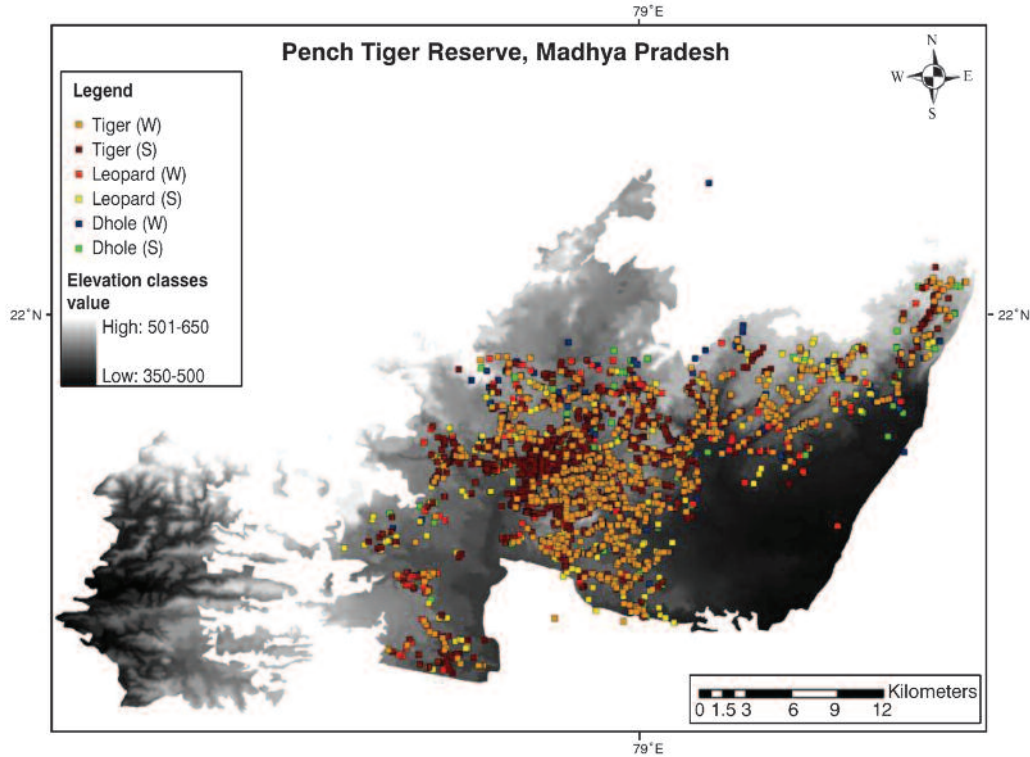 79˚E
Pench Tiger Reserve, Madhya Pradesh
N
W E
S
Legend
Tiger (W)
Tiger (S)
Leopard (W)
Leopard (S)
Dhole (W)
Dhole (S)
Elevation classes
value
High: 501-650
Low: 350-500
22˚N
22˚N
Kilometers
0 1.5 3 6 9 12
79˚E